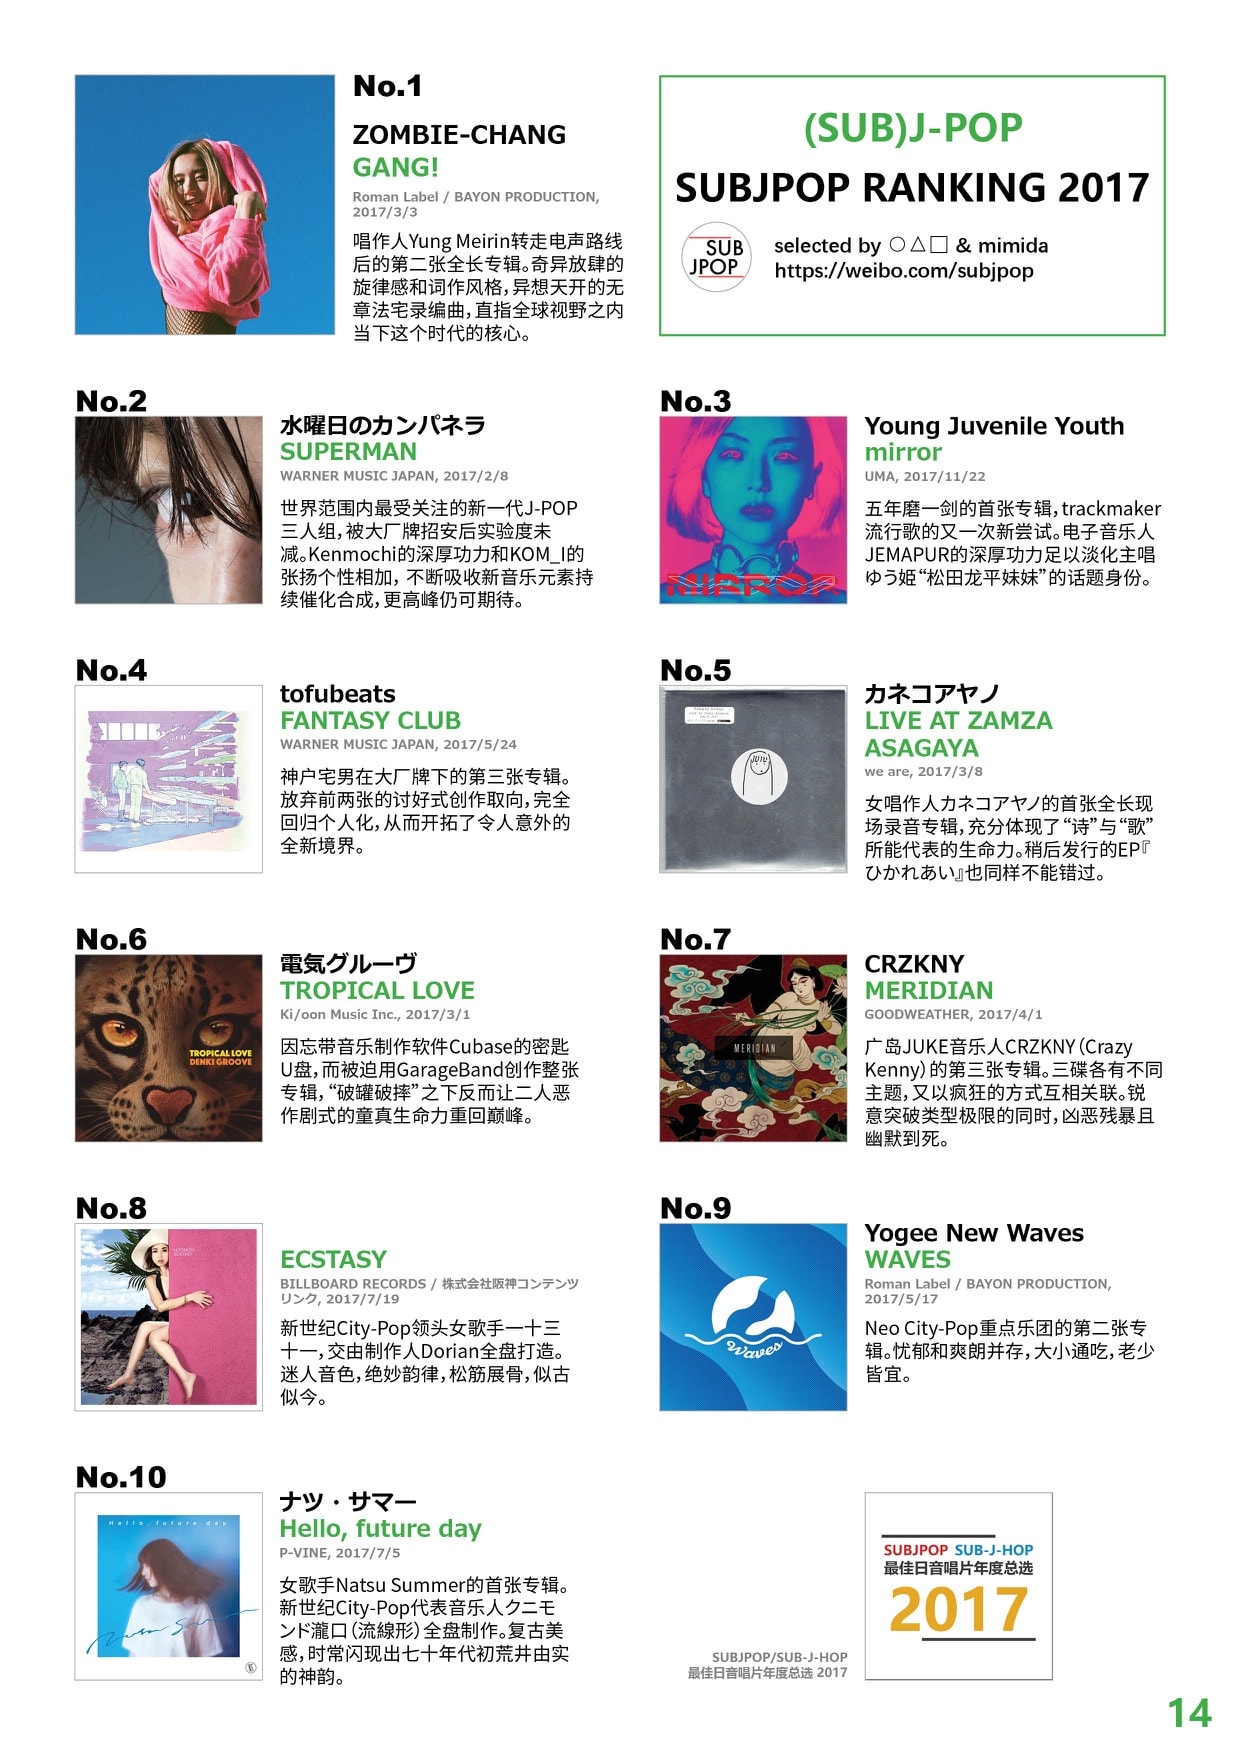 No.1
ZOMBIE-CHANG
GANG!
Roman Label / BAYON PRODUCTION,
2017/3/3
唱作人Yung Meirin转走电声路线
后的第二张全长专辑。奇异放肆的
旋律感和词作风格，异想天开的无
章法宅录编曲，直指全球视野之内
当下这个时代的核心。
(SUB)J-POP
SUBJPOP RANKING 2017
SUB
JPOP
selected by ○△□ & mimida
https://weibo.com/subjpop
No.2
水曜日のカンパネラ
SUPERMAN
WARNER MUSIC JAPAN, 2017/2/8
世界范围内最受关注的新一代J-POP
三人组，被大厂牌招安后实验度未
减。Kenmochi的深厚功力和KOM_I的
张扬个性相加，不断吸收新音乐元素持
续催化合成，更高峰仍可期待。
No.3
MIRROR
Young Juvenile Youth
mirror
UMA, 2017/11/22
五年磨一剑的首张专辑，trackmaker
流行歌的又一次新尝试。电子音乐人
JEMAPUR的深厚功力足以淡化主唱
ゆう姫“松田龙平妹妹”的话题身份。
No.4
tofubeats
FANTASY CLUB
WARNER MUSIC JAPAN, 2017/5/24
神户宅男在大厂牌下的第三张专辑。
放弃前两张的讨好式创作取向，完全
回归个人化，从而开拓了令人意外的
全新境界。
No.5
カネコアヤノ
LIVE AT ZAMZA
ASAGAYA
we are, 2017/3/8
女唱作人カネコアヤノ的首张全长现
场录音专辑，充分体现了“诗”与“歌”
所能代表的生命力。稍后发行的EP『
ひかれあい』也同样不能错过。
No.6
TROPICAL LOVE
DENKI GROOVE
電気グルーヴ
TROPICAL LOVE
Ki/oon Music Inc., 2017/3/1
因忘带音乐制作软件Cubase的密匙
U盘，而被迫用GarageBand创作整张
专辑，“破罐破摔”之下反而让二人恶
作剧式的童真生命力重回巅峰。
No.7
MERIDIAN
CRZKNY
MERIDIAN
GOODWEATHER, 2017/4/1
广岛JUKE音乐人CRZKNY（Crazy
Kenny）的第三张专辑。三碟各有不同
主题，又以疯狂的方式互相关联。锐
意突破类型极限的同时，凶恶残暴且
幽默到死。
No.8
ECSTASY
BILLBOARD RECORDS / 株式会社阪神コンテンツ
リンク, 2017/7/19
新世纪City-Pop领头女歌手一十三
十一，交由制作人Dorian全盘打造。
迷人音色，绝妙韵律，松筋展骨，似古
似今。
No.9
Waves
Yogee New Waves
WAVES
Roman Label / BAYON PRODUCTION,
2017/5/17
Neo City-Pop重点乐团的第二张专
辑。忧郁和爽朗并存，大小通吃，老少
皆宜。
No.10
Hello, future day
Natsu Summer
ナツ・サマー
Hello, future day
P-VINE, 2017/7/5
女歌手Natsu Summer的首张专辑。
新世纪City-Pop代表音乐人クニモ
ンド瀧口（流線形）全盘制作。复古美
感，时常闪现出七十年代初荒井由实
的神韵。
SUBJPOP/SUB-J-HOP
最佳日音唱片年度总选 2017
SUBJPOP SUB-J-HOP
最佳日音唱片年度总选
2017
14